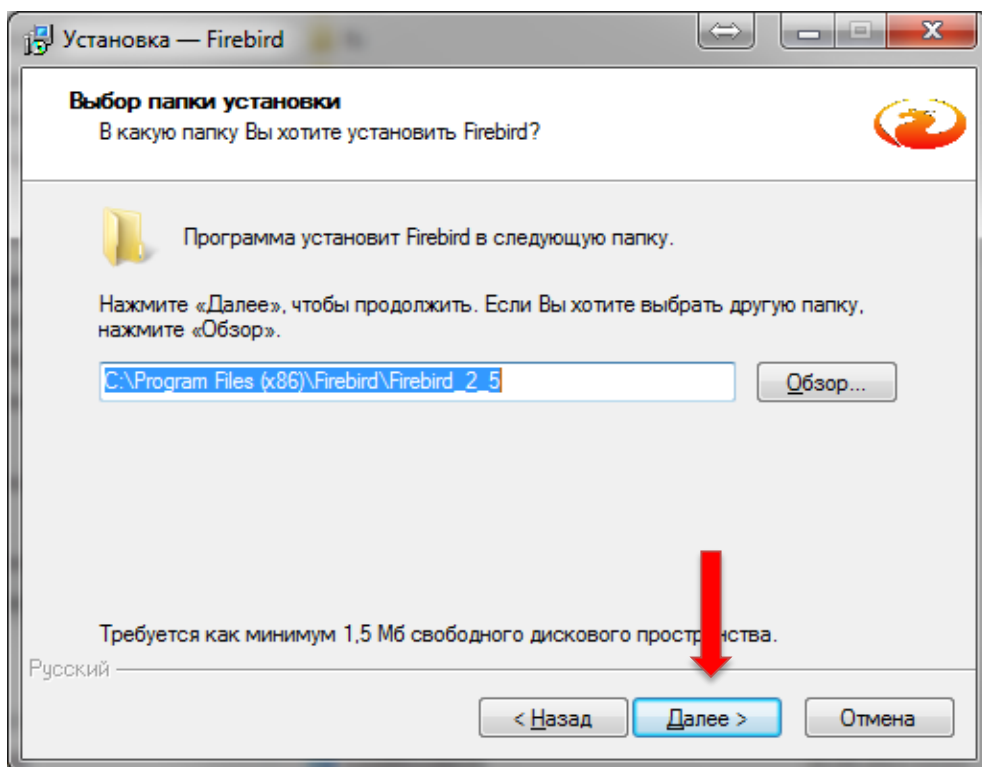 Установка — Firebird
Выбор папки установки
В какую папку Вы хотите установить Firebird?
Программа установит Firebird в следующую папку.
Нажмите «Далее», чтобы продолжить. Если Вы хотите выбрать другую папку,
нажмите «Обзор».
C:\Program Files (x86)\Firebird\Firebird_2_5
Обзор...
Требуется как минимум 1,5 Мб свободного дискового пространства.
Русский
< Назад
Далее >
Отмена